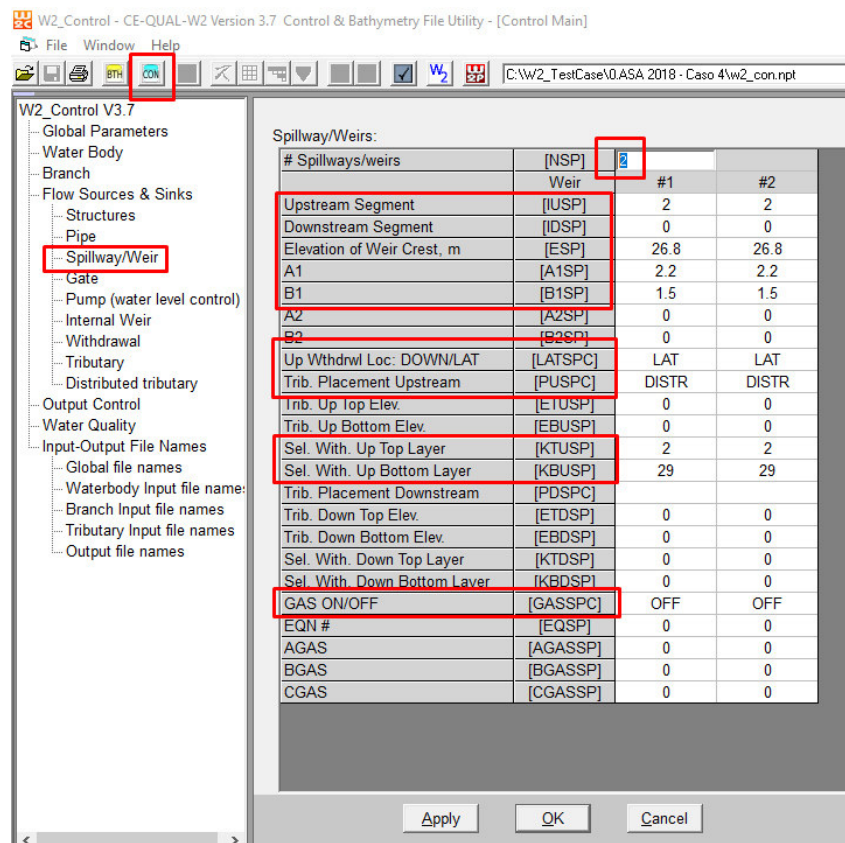 W2_Control - CE-QUAL-W2 Version 3.7 Control & Bathymetry File Utility - [Control Main]
File Window Help
BTH CON W2 C:\W2_TestCase\0.ASA 2018 - Caso 4\w2_con.npt
W2_Control V3.7
Global Parameters
Water Body
Branch
Flow Sources & Sinks
Structures
Pipe
Spillway/Weir
Gate
Pump (water level control)
Internal Weir
Withdrawal
Tributary
Distributed tributary
Output Control
Water Quality
Input-Output File Names
Global file names
Waterbody Input file name:
Branch Input file names
Tributary Input file names
Output file names
Spillway/Weirs:
# Spillways/weirs [NSP] 2
Weir #1 #2
Upstream Segment [IUSP] 2 2
Downstream Segment [IDSP] 0 0
Elevation of Weir Crest, m [ESP] 26.8 26.8
A1 [A1SP] 2.2 2.2
B1 [B1SP] 1.5 1.5
A2 [A2SP] 0 0
B2 [B2SP] 0 0
Up Wthdrwl Loc: DOWN/LAT [LATSPC] LAT LAT
Trib. Placement Upstream [PUSPC] DISTR DISTR
Trib. Up Top Elev. [ETUSP] 0 0
Trib. Up Bottom Elev. [EBUSP] 0 0
Sel. With. Up Top Layer [KTUSP] 2 2
Sel. With. Up Bottom Layer [KBUSP] 29 29
Trib. Placement Downstream [PDSPC]
Trib. Down Top Elev. [ETDSP] 0 0
Trib. Down Bottom Elev. [EBDSP] 0 0
Sel. With. Down Top Layer [KTDSP] 0 0
Sel. With. Down Bottom Layer [KBDSP] 0 0
GAS ON/OFF [GASSPC] OFF OFF
EQN # [EQSP] 0 0
AGAS [AGASSP] 0 0
BGAS [BGASSP] 0 0
CGAS [CGASSP] 0 0
Apply OK Cancel